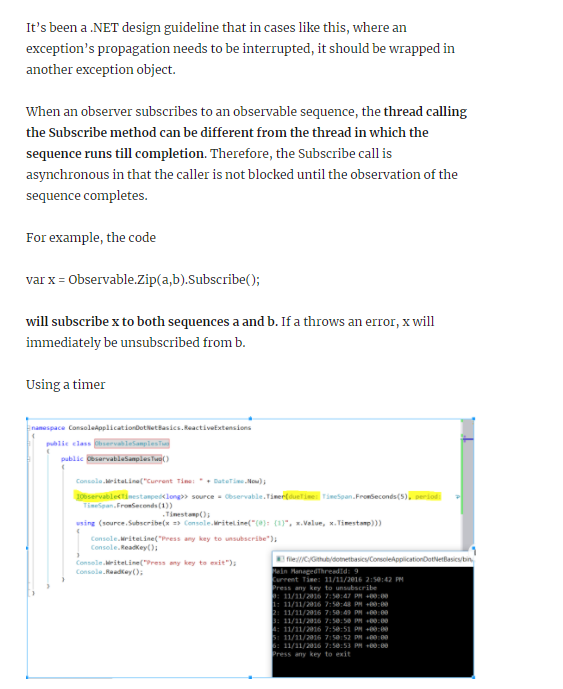 It’s been a .NET design guideline that in cases like this, where an
exception’s propagation needs to be interrupted, it should be wrapped in
another exception object.
When an observer subscribes to an observable sequence, the thread calling
the Subscribe method can be different from the thread in which the
sequence runs till completion. Therefore, the Subscribe call is
asynchronous in that the caller is not blocked until the observation of the
sequence completes.
For example, the code
var x = Observable.Zip(a,b).Subscribe();
will subscribe x to both sequences a and b. If a throws an error, x will
immediately be unsubscribed from b.
Using a timer
namespace ConsoleApplicationDotNetBasics.ReactiveExtensions
{
public class ObservableSamplesTwo
{
public ObservableSamplesTwo()
{
Console.WriteLine("Current Time: " + DateTime.Now);
IObservable<Timestamped<long>> source = Observable.Timer(dueTime: TimeSpan.FromSeconds(5), period:
TimeSpan.FromSeconds(1))
.Timestamp();
using (source.Subscribe(x => Console.WriteLine("{0}: {1}", x.Value, x.Timestamp)))
{
Console.WriteLine("Press any key to unsubscribe");
Console.ReadKey();
}
Console.WriteLine("Press any key to exit");
Console.ReadKey();
}
}
}
file:///C:/Github/dotnetbasics/ConsoleApplicationDotNetBasics/bin
Main ManagedThreadId: 9
Current Time: 11/11/2016 2:50:42 PM
Press any key to unsubscribe
0: 11/11/2016 7:50:47 PM +00:00
1: 11/11/2016 7:50:48 PM +00:00
2: 11/11/2016 7:50:49 PM +00:00
3: 11/11/2016 7:50:50 PM +00:00
4: 11/11/2016 7:50:51 PM +00:00
5: 11/11/2016 7:50:52 PM +00:00
6: 11/11/2016 7:50:53 PM +00:00
Press any key to exit